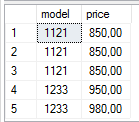 model price
1 1121 850,00
2 1121 850,00
3 1121 850,00
4 1233 950,00
5 1233 980,00